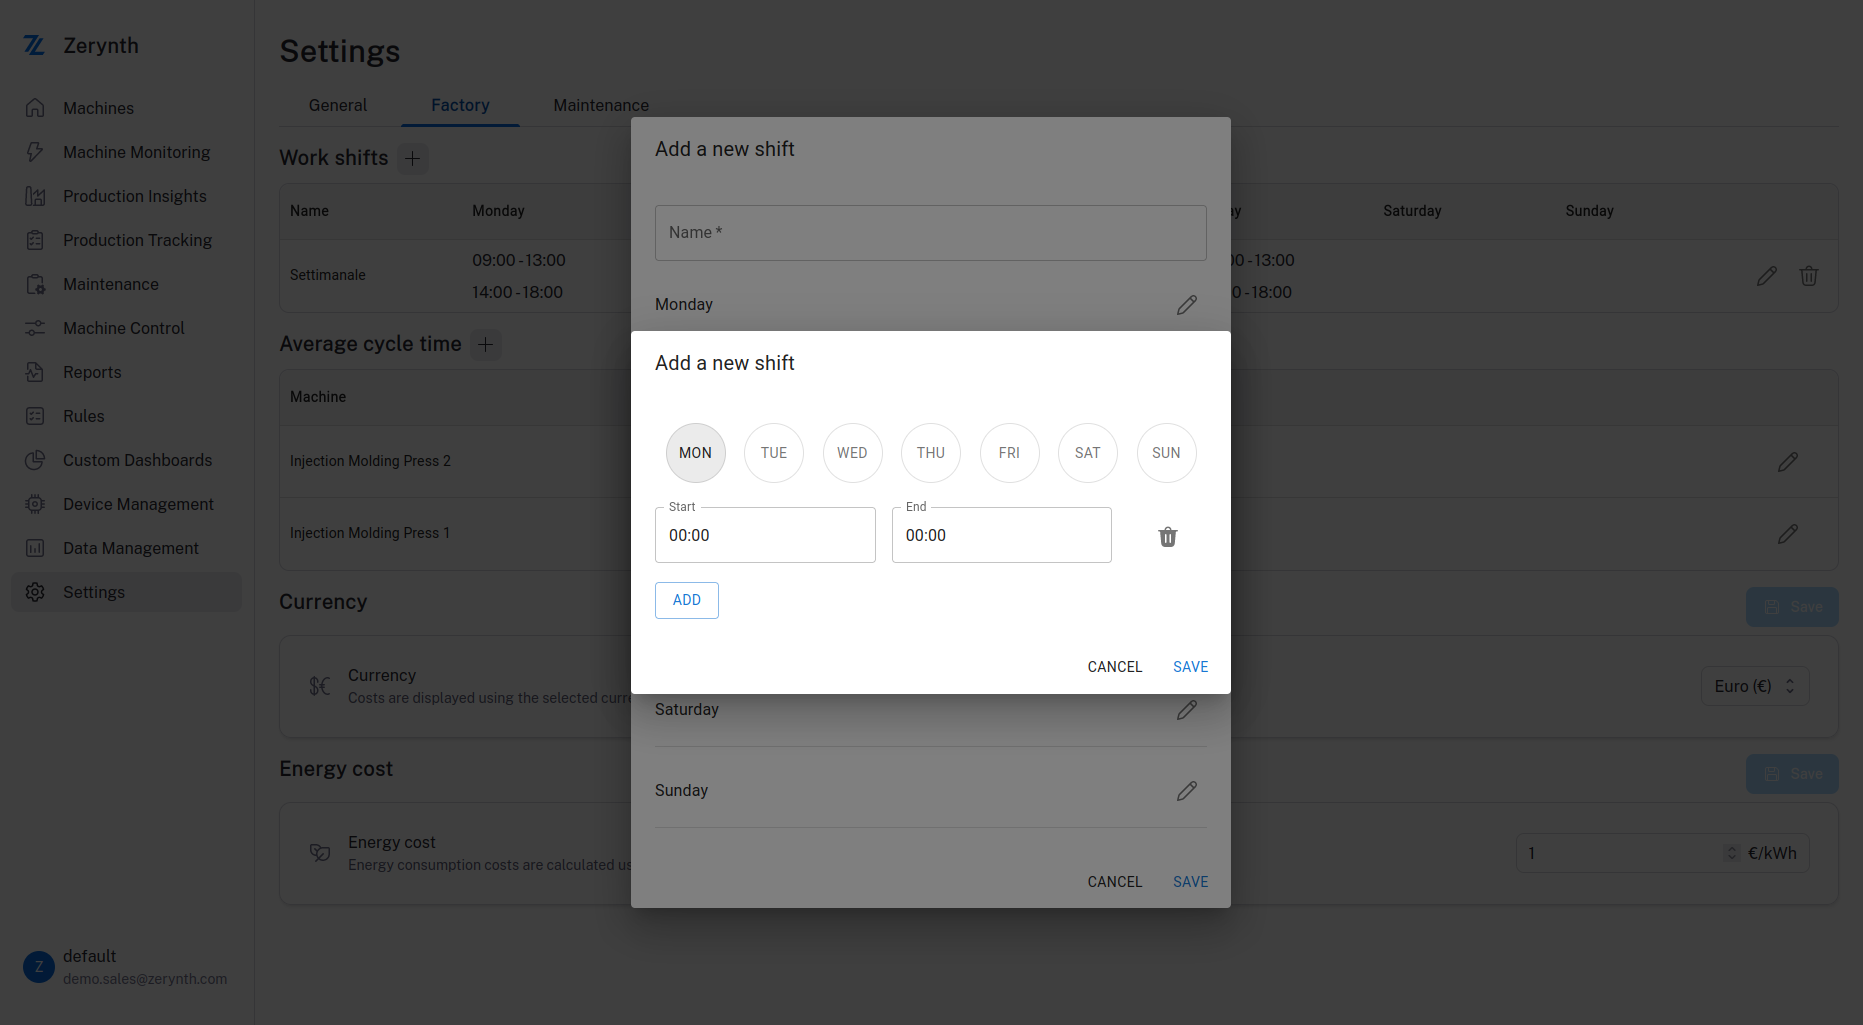 Zerynth
Machines
Machine Monitoring
Production Insights
Production Tracking
Maintenance
Machine Control
Reports
Rules
Custom Dashboards
Device Management
Data Management
Settings
default
demo.sales@zerynth.com
Z
Settings
General Factory Maintenance
Work shifts
Name Monday ay Saturday Sunday
Settimanale
09:00 - 13:00 00 - 13:00
14:00 - 18:00 0 - 18:00
Average cycle time
Machine
Injection Molding Press 2
Injection Molding Press 1
Currency
Save
Currency
Costs are displayed using the selected curre
Euro (€)
Energy cost
Save
Energy cost
Energy consumption costs are calculated us
1 €/kWh
Add a new shift
Name *
Monday
Add a new shift
MON TUE WED THU FRI SAT SUN
Start End
00:00 00:00
ADD
CANCEL SAVE
Saturday
Sunday
CANCEL SAVE